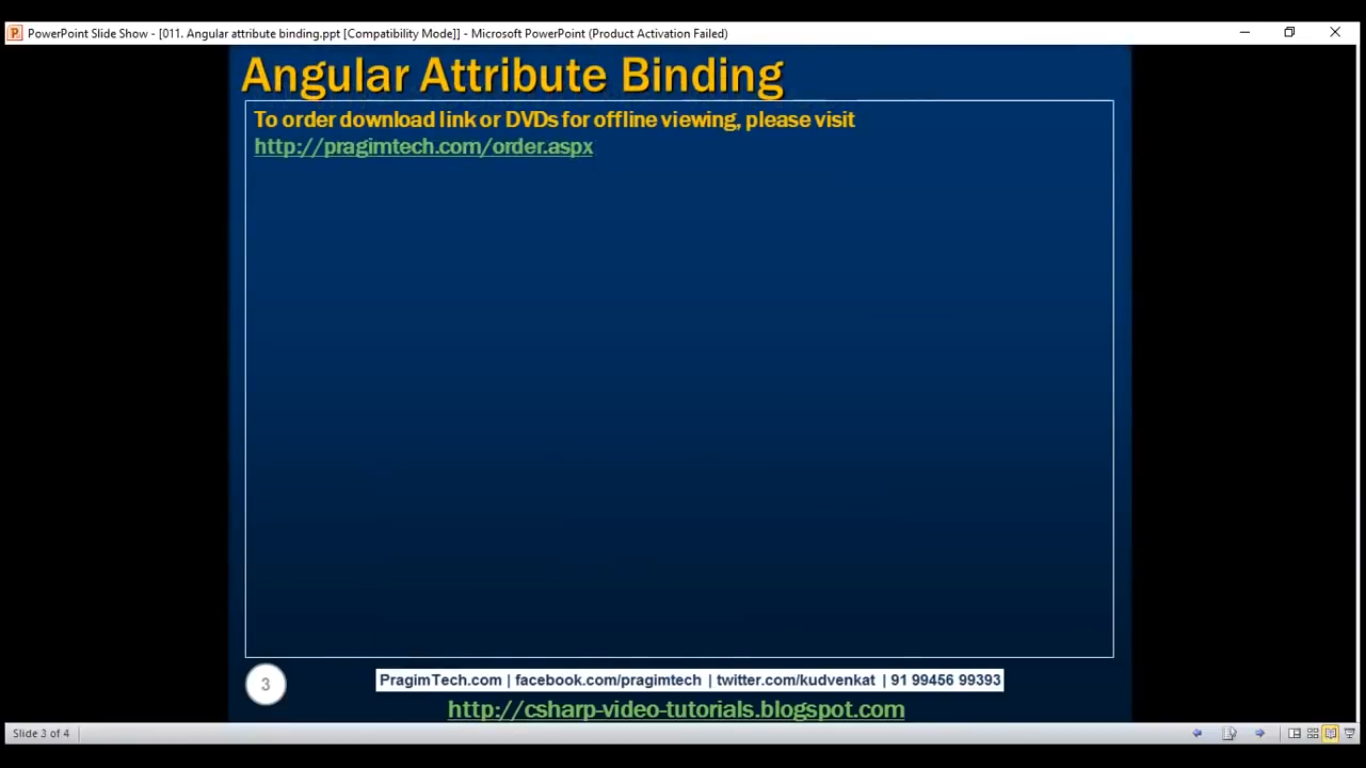 PowerPoint Slide Show - [011. Angular attribute binding.ppt [Compatibility Mode]] - Microsoft PowerPoint (Product Activation Failed)
Angular Attribute Binding
To order download link or DVDs for offline viewing, please visit
http://pragimtech.com/order.aspx
3
PragimTech.com | facebook.com/pragimtech | twitter.com/kudvenkat | 91 99456 99393
http://csharp-video-tutorials.blogspot.com
Slide 3 of 4